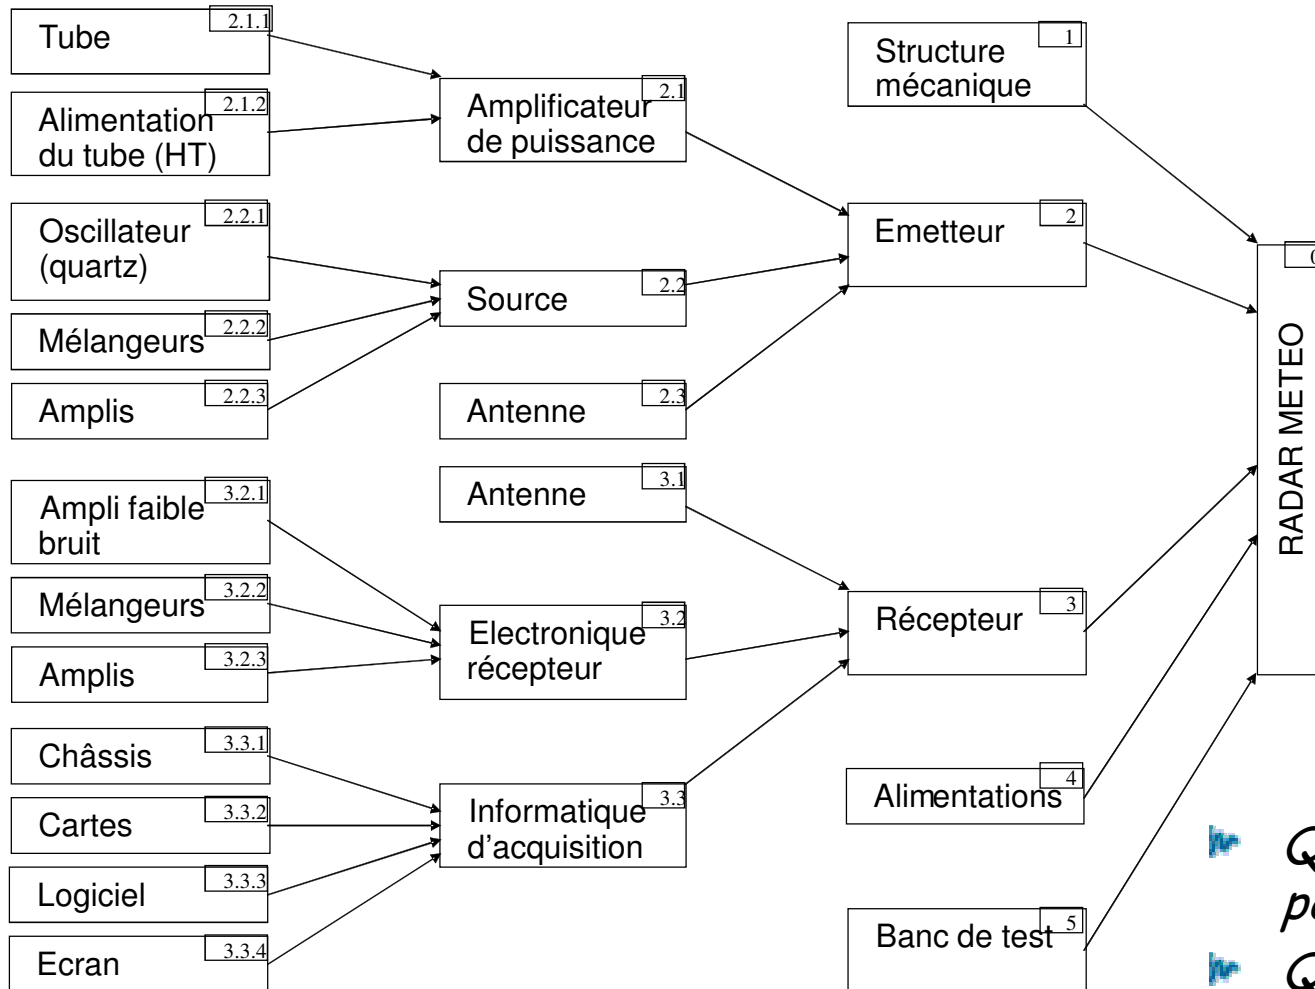 Tube
2.1.1
Alimentation
du tube (HT)
2.1.2
Oscillateur
(quartz)
2.2.1
Mélangeurs
2.2.2
Amplis
2.2.3
Ampli faible
bruit
3.2.1
Mélangeurs
3.2.2
Amplis
3.2.3
Châssis
3.3.1
Cartes
3.3.2
Logiciel
3.3.3
Ecran
3.3.4
Amplificateur
de puissance
2.1
Source
2.2
Antenne
2.3
Antenne
3.1
Electronique
récepteur
3.2
Informatique
d'acquisition
3.3
Structure
mécanique
1
Emetteur
2
Récepteur
3
Alimentations
4
Banc de test
5
RADAR METEO
0